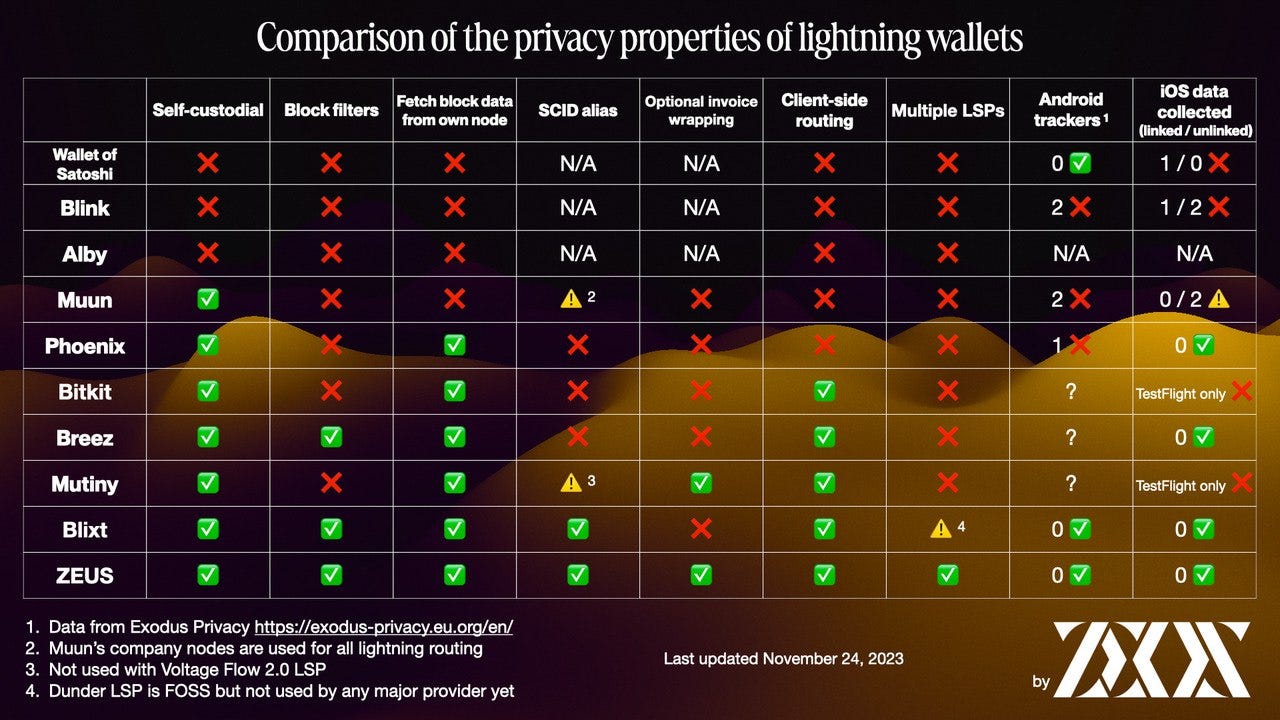 Comparison of the privacy properties of lightning wallets
Self-custodial
Block filters
Fetch block data
from own node
SCID alias
Optional invoice
wrapping
Client-side
routing
Multiple LSPs
Android
trackers ¹
iOS data
collected
(linked / unlinked)
Wallet of
Satoshi
❌ ❌ ❌ N/A N/A ❌ ❌ 0 ✅ 1 / 0 ❌
Blink ❌ ❌ ❌ N/A N/A ❌ ❌ 2 ❌ 1 / 2 ❌
Alby ❌ ❌ ❌ N/A N/A ❌ ❌ N/A N/A
Muun ✅ ❌ ❌ ⚠️ ² ❌ ❌ ❌ 2 ❌ 0 / 2 ⚠️
Phoenix ✅ ❌ ✅ ❌ ❌ ❌ ❌ 1 ❌ 0 ✅
Bitkit ✅ ❌ ✅ ❌ ❌ ✅ ❌ ? TestFlight only ❌
Breez ✅ ✅ ✅ ❌ ❌ ✅ ❌ ? 0 ✅
Mutiny ✅ ❌ ✅ ⚠️ ³ ✅ ✅ ❌ ? TestFlight only ❌
Blixt ✅ ✅ ✅ ✅ ❌ ✅ ⚠️ ⁴ 0 ✅ 0 ✅
ZEUS ✅ ✅ ✅ ✅ ✅ ✅ ✅ 0 ✅ 0 ✅
1. Data from Exodus Privacy https://exodus-privacy.eu.org/en/
2. Muun's company nodes are used for all lightning routing
3. Not used with Voltage Flow 2.0 LSP
4. Dunder LSP is FOSS but not used by any major provider yet
Last updated November 24, 2023
by